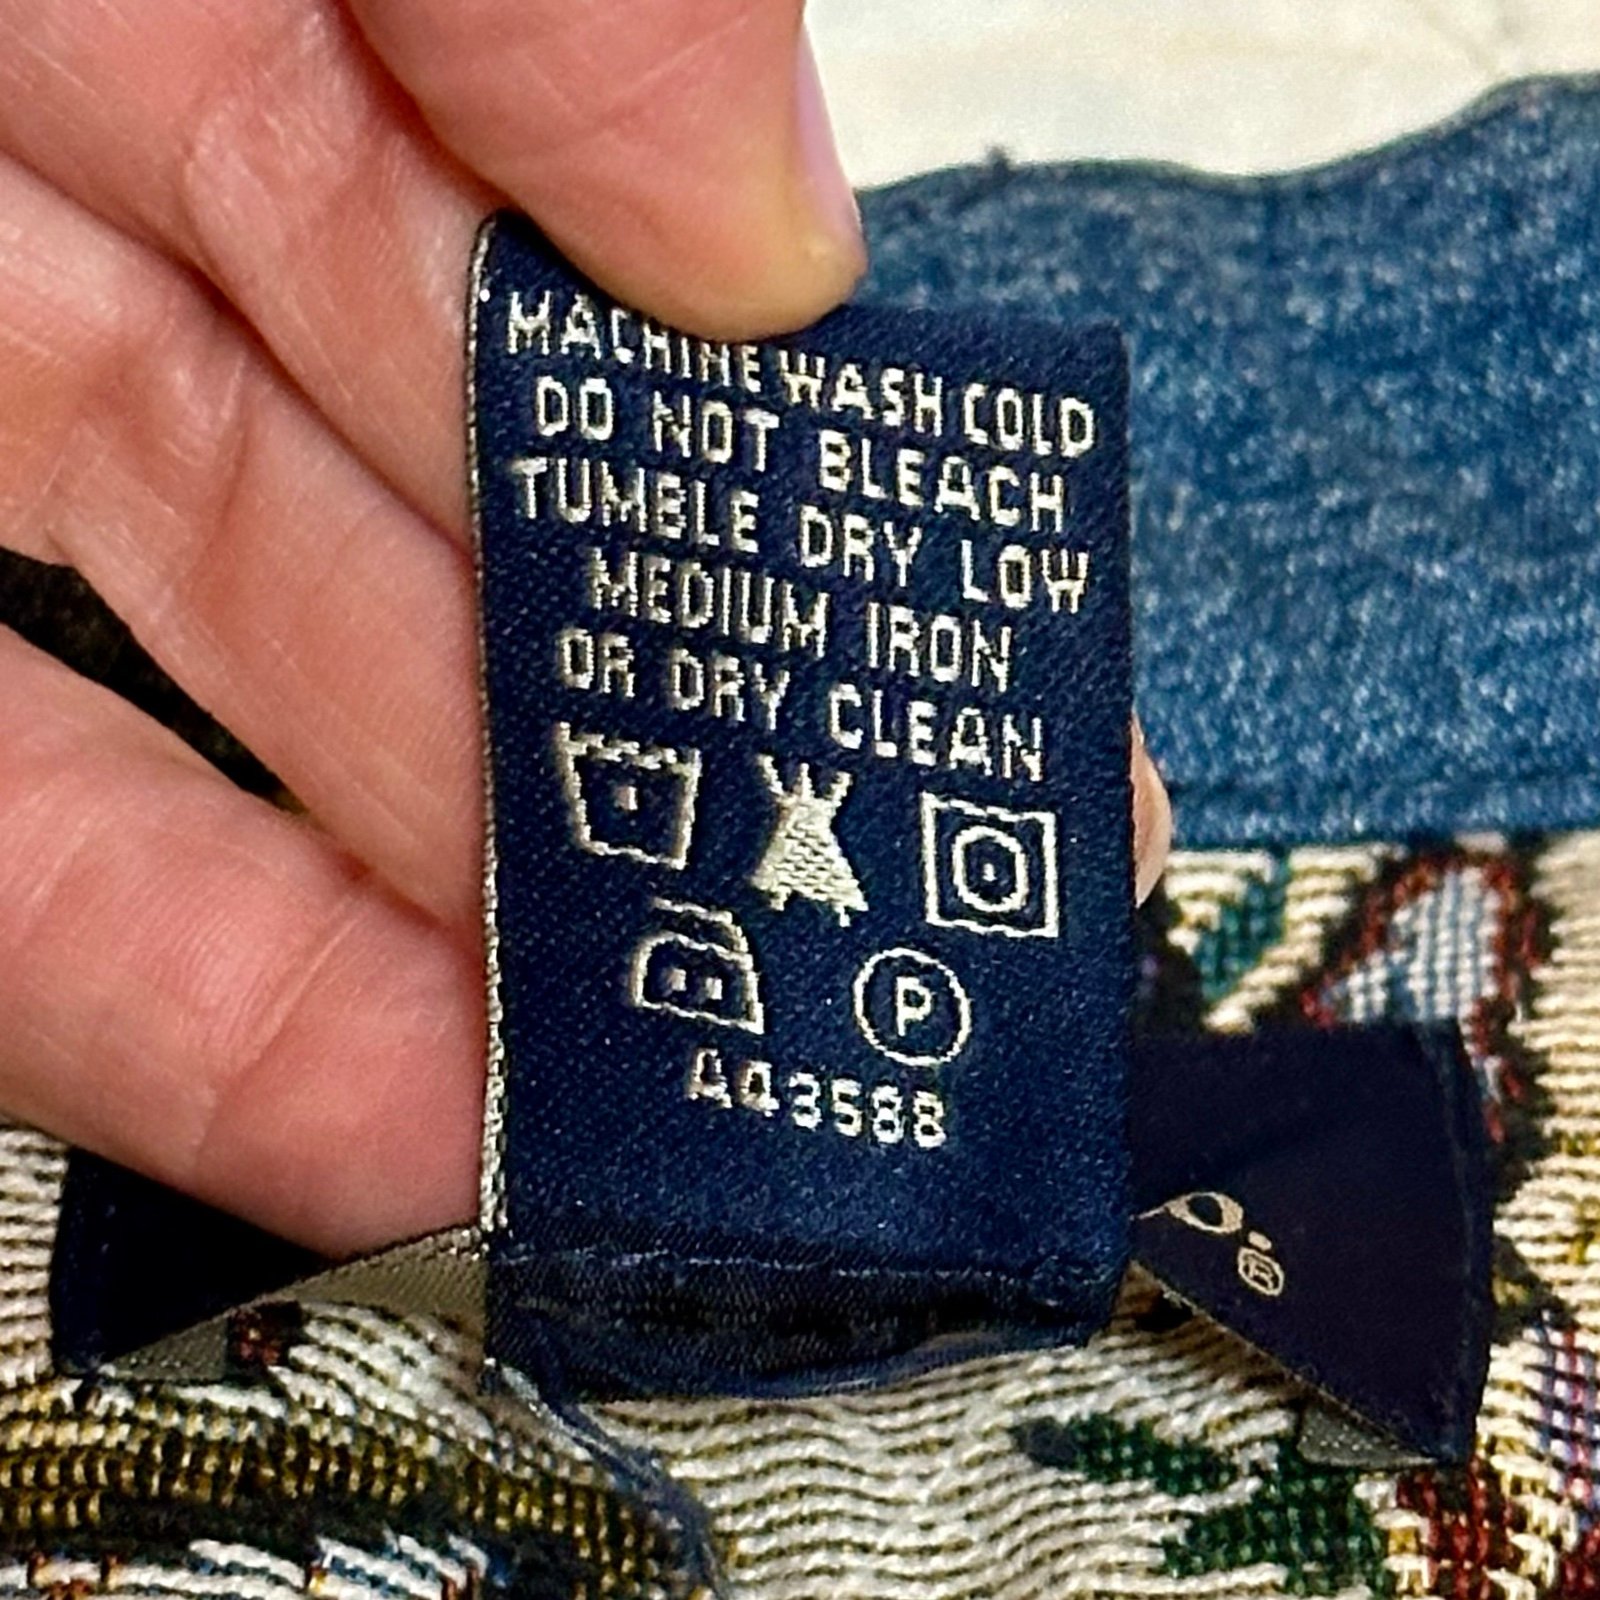 MACHINE WASH COLD
DO NOT BLEACH
TUMBLE DRY LOW
MEDIUM IRON
OR DRY CLEAN
P
A43588
®